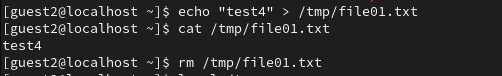 [guest2@localhost ~]$ echo "test4" > /tmp/file01.txt
[guest2@localhost ~]$ cat /tmp/file01.txt
test4
[guest2@localhost ~]$ rm /tmp/file01.txt